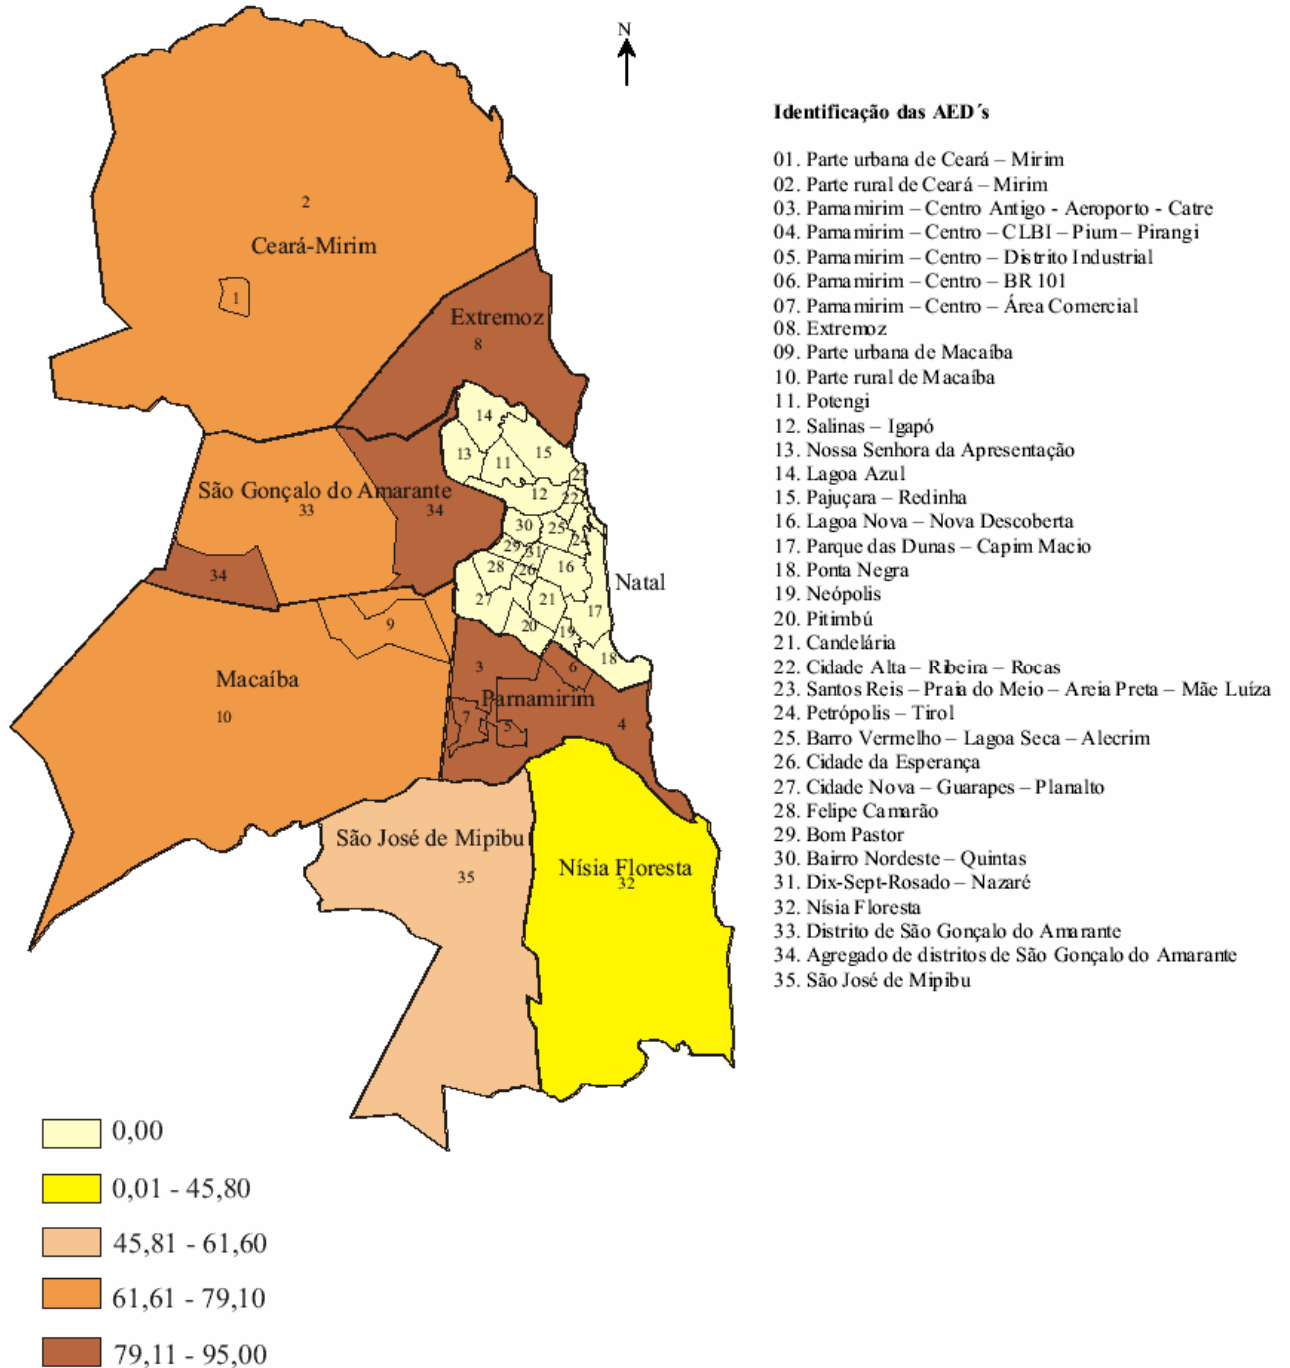 N
Identificação das AED´s
01. Parte urbana de Ceará – Mirim
02. Parte rural de Ceará – Mirim
03. Parnamirim – Centro Antigo - Aeroporto - Catre
04. Parnamirim – Centro – CLBI – Pium – Pirangi
05. Parnamirim – Centro – Distrito Industrial
06. Parnamirim – Centro – BR 101
07. Parnamirim – Centro – Área Comercial
08. Extremoz
09. Parte urbana de Macaíba
10. Parte rural de Macaíba
11. Potengi
12. Salinas – Igapó
13. Nossa Senhora da Apresentação
14. Lagoa Azul
15. Pajuçara – Redinha
16. Lagoa Nova – Nova Descoberta
17. Parque das Dunas – Capim Macio
18. Ponta Negra
19. Neópolis
20. Pitimbú
21. Candelária
22. Cidade Alta – Ribeira – Rocas
23. Santos Reis – Praia do Meio – Areia Preta – Mãe Luíza
24. Petrópolis – Tirol
25. Barro Vermelho – Lagoa Seca – Alecrim
26. Cidade da Esperança
27. Cidade Nova – Guarapes – Planalto
28. Felipe Camarão
29. Bom Pastor
30. Bairro Nordeste – Quintas
31. Dix-Sept-Rosado – Nazaré
32. Nísia Floresta
33. Distrito de São Gonçalo do Amarante
34. Agregado de distritos de São Gonçalo do Amarante
35. São José de Mipibu
2
Ceará-Mirim
1
Extremoz
8
14
13
11
15
23
12
22
São Gonçalo do Amarante
33
34
30
25
24
29
31
28
26
16
34
Natal
27
21
17
9
20
19
18
3
6
Macaíba
10
Parnamirim
7
5
4
São José de Mipibu
35
Nísia Floresta
32
0,00
0,01 - 45,80
45,81 - 61,60
61,61 - 79,10
79,11 - 95,00